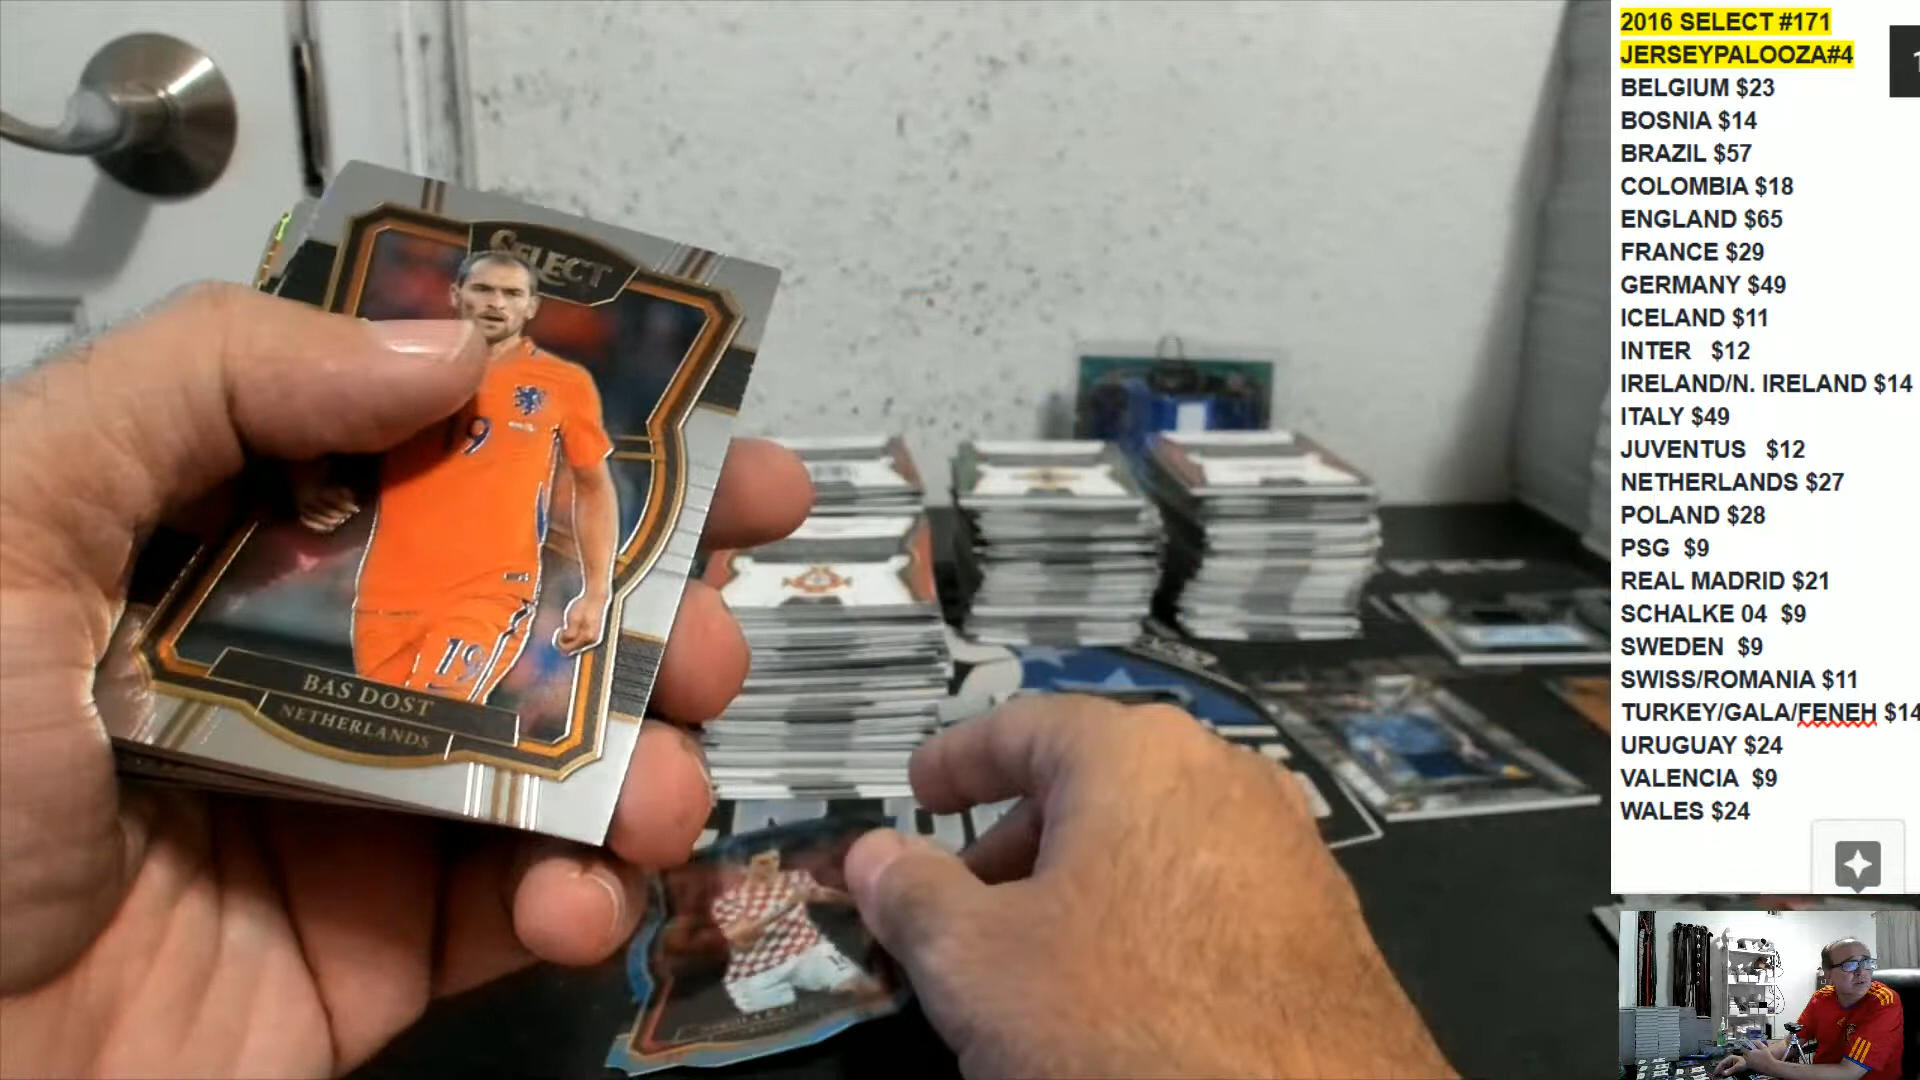 2016 SELECT #171
JERSEYPALOOZA#4
BELGIUM $23
BOSNIA $14
BRAZIL $57
COLOMBIA $18
ENGLAND $65
FRANCE $29
GERMANY $49
ICELAND $11
INTER $12
IRELAND/N. IRELAND $14
ITALY $49
JUVENTUS $12
NETHERLANDS $27
POLAND $28
PSG $9
REAL MADRID $21
SCHALKE 04 $9
SWEDEN $9
SWISS/ROMANIA $11
TURKEY/GALA/FENEH $14
URUGUAY $24
VALENCIA $9
WALES $24
SELECT
19
BAS DOST
NETHERLANDS